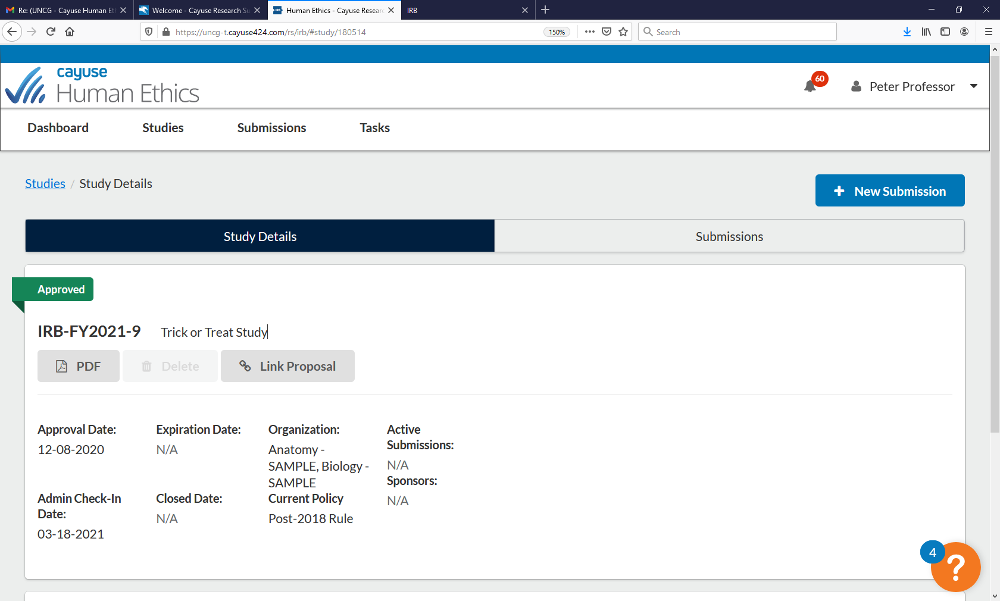 Re: (UNCG - Cayuse Human Et
Welcome - Cayuse Research Su
Human Ethics - Cayuse Resear
IRB
https://uncg-t.cayuse424.com/rs/irb/#study/180514
150%
Search
cayuse
Human Ethics
60
Peter Professor
Dashboard
Studies
Submissions
Tasks
Studies / Study Details
New Submission
Study Details
Submissions
Approved
IRB-FY2021-9
Trick or Treat Study
PDF
Delete
Link Proposal
Approval Date:
12-08-2020
Expiration Date:
N/A
Organization:
Anatomy -
SAMPLE, Biology -
SAMPLE
Active
Submissions:
N/A
Admin Check-In
Date:
03-18-2021
Closed Date:
N/A
Current Policy
Post-2018 Rule
Sponsors:
N/A
4
?